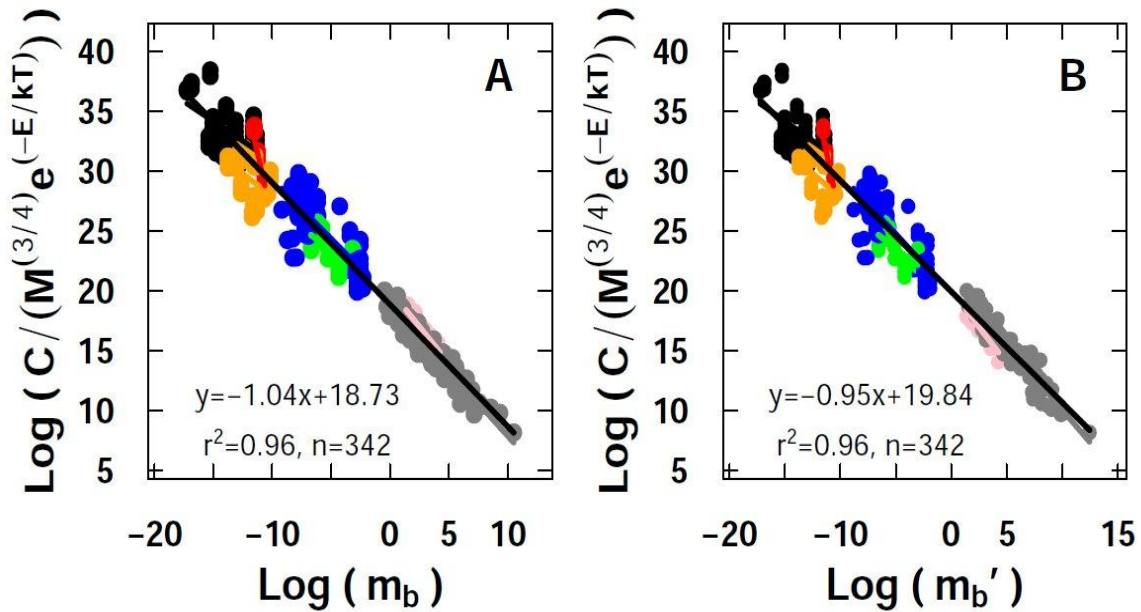 Log ( C / (M^(3/4) e^(−E/kT) ) )
40
35
30
25
20
15
10
5
A
y=−1.04x+18.73
r²=0.96, n=342
−20
−10
0
5
10
Log ( m_b )
Log ( C / (M^(3/4) e^(−E/kT) ) )
40
35
30
25
20
15
10
5
B
y=−0.95x+19.84
r²=0.96, n=342
−20
−10
0
5
15
Log ( m_b′ )